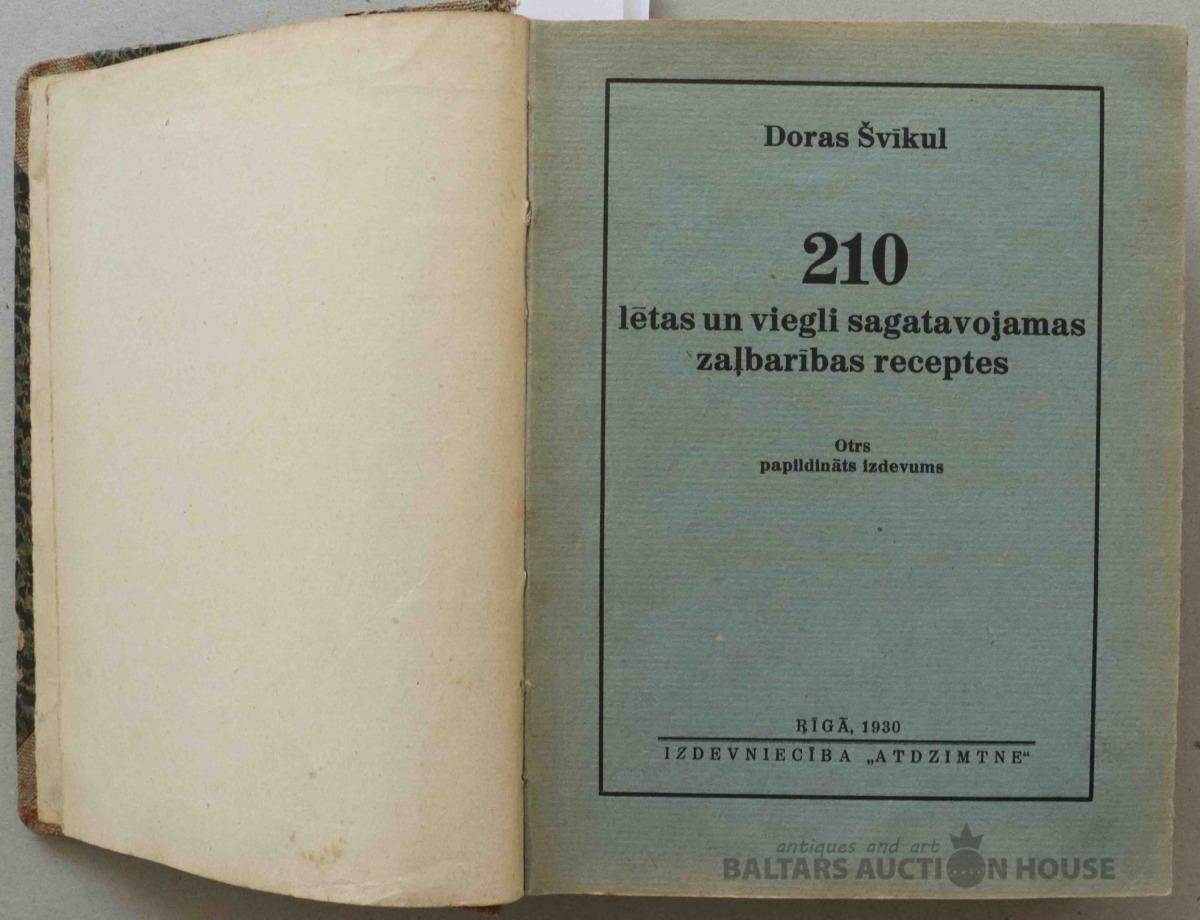 Doras Švīkul
210
lētas un viegli sagatavojamas
zaļbarības receptes
Otrs
papildināts izdevums
ŖĪGĀ, 1930
IZDEVNIECĪBA „ATDZIMTNE“
antiques and art
BALTARS AUCTION HOUSE